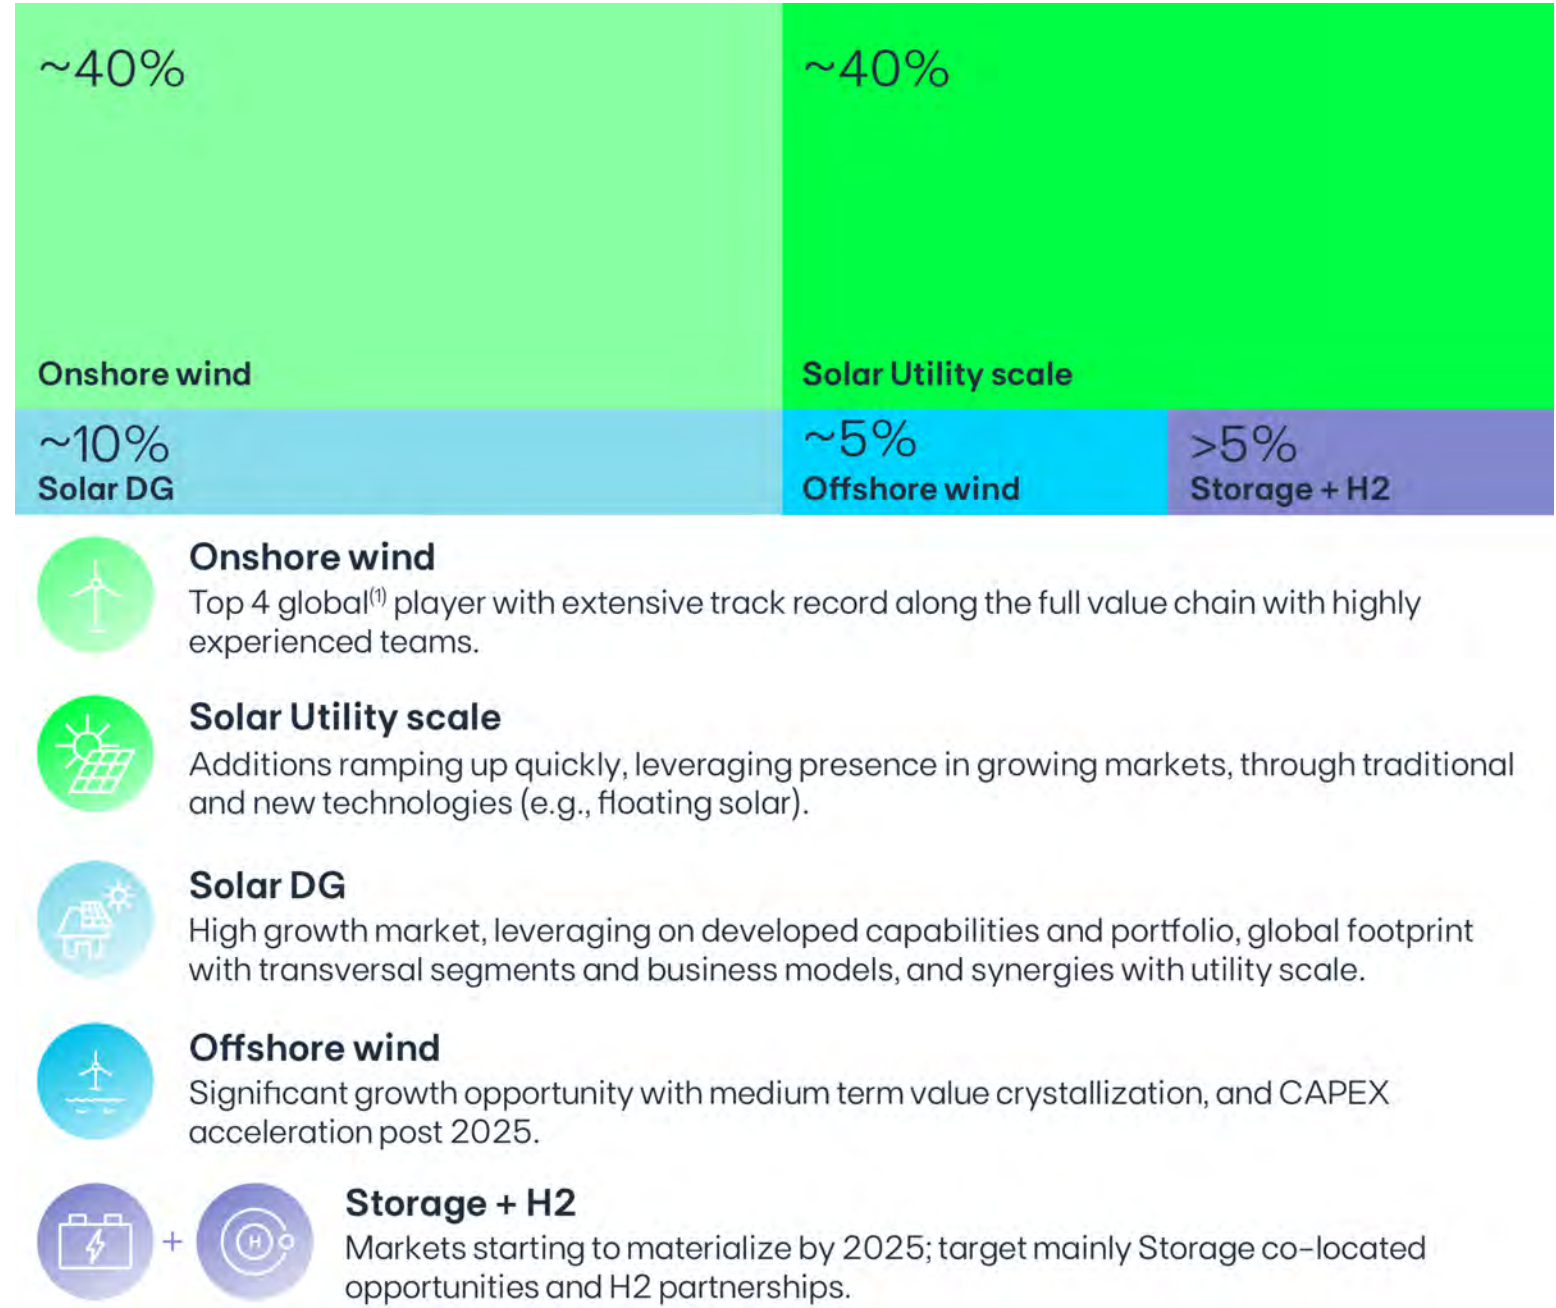 ~40%
~40%
Onshore wind
Solar Utility scale
~10%
Solar DG
~5%
Offshore wind
>5%
Storage + H2
Onshore wind
Top 4 global(1) player with extensive track record along the full value chain with highly
experienced teams.
Solar Utility scale
Additions ramping up quickly, leveraging presence in growing markets, through traditional
and new technologies (e.g., floating solar).
Solar DG
High growth market, leveraging on developed capabilities and portfolio, global footprint
with transversal segments and business models, and synergies with utility scale.
Offshore wind
Significant growth opportunity with medium term value crystallization, and CAPEX
acceleration post 2025.
+
H
Storage + H2
Markets starting to materialize by 2025; target mainly Storage co-located
opportunities and H2 partnerships.